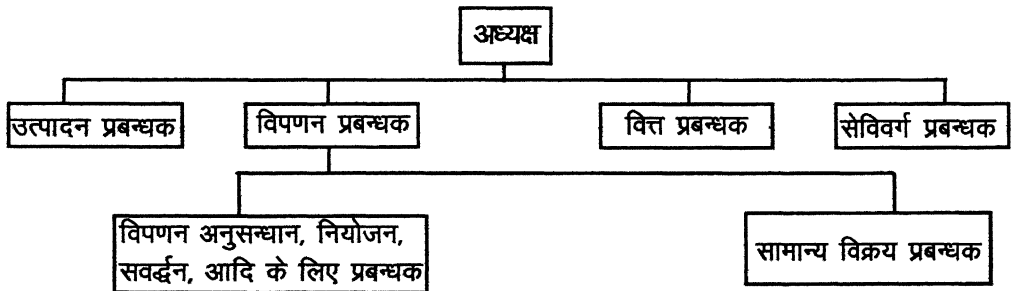 अध्यक्ष
उत्पादन प्रबन्धक
विपणन प्रबन्धक
वित्त प्रबन्धक
सेविवर्ग प्रबन्धक
विपणन अनुसन्धान, नियोजन,
सवर्द्धन, आदि के लिए प्रबन्धक
सामान्य विक्रय प्रबन्धक